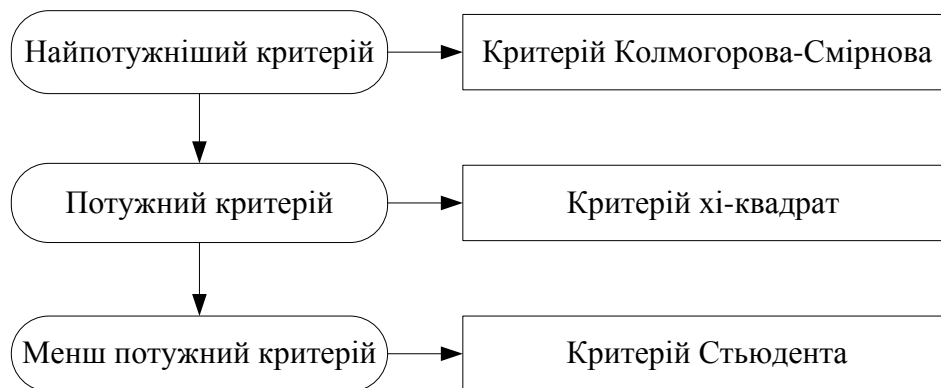 Найпотужніший критерій
Критерій Колмогорова-Смірнова
Потужний критерій
Критерій хі-квадрат
Менш потужний критерій
Критерій Стьюдента